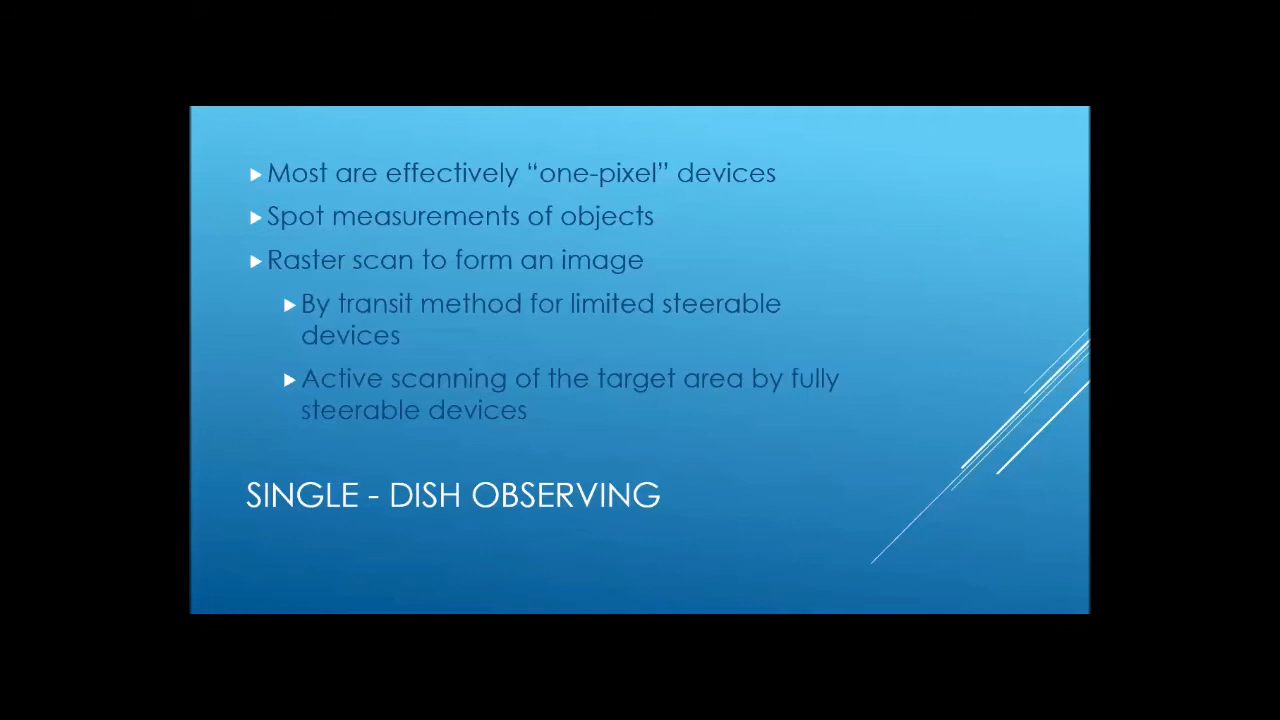 Most are effectively “one-pixel” devices
Spot measurements of objects
Raster scan to form an image
By transit method for limited steerable
devices
Active scanning of the target area by fully
steerable devices
SINGLE - DISH OBSERVING